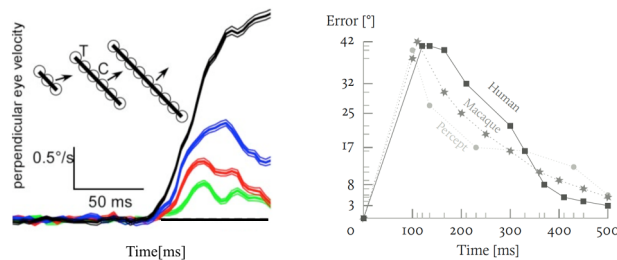 perpendicular eye velocity
T
C
0.5°/s
50 ms
Time[ms]
Error [°]
42
32
25
17
8
3
0
100
200
300
400
500
Human
Macaque
Percept
Time [ms]